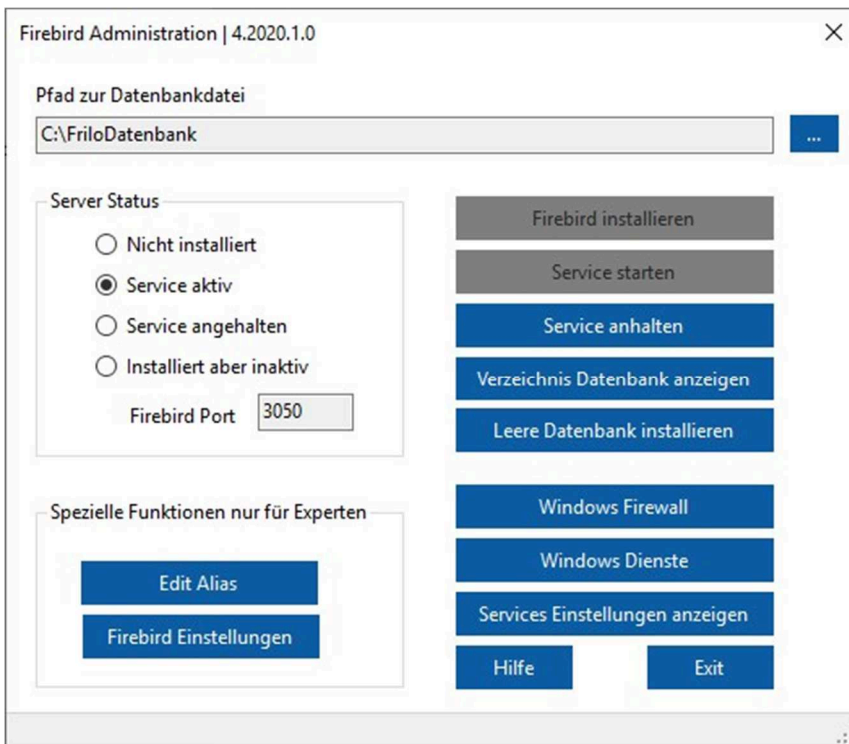 Firebird Administration | 4.2020.1.0
Pfad zur Datenbankdatei
C:\FriloDatenbank
...
Server Status
Nicht installiert
Service aktiv
Service angehalten
Installiert aber inaktiv
Firebird Port 3050
Firebird installieren
Service starten
Service anhalten
Verzeichnis Datenbank anzeigen
Leere Datenbank installieren
Spezielle Funktionen nur für Experten
Edit Alias
Firebird Einstellungen
Windows Firewall
Windows Dienste
Services Einstellungen anzeigen
Hilfe Exit